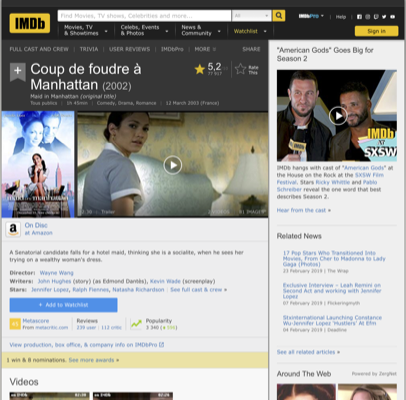 IMDb
Find Movies, TV shows, Celebrities and more...
All
IMDbPro
Help
Movies, TV
& Showtimes
Celebs, Events
& Photos
News &
Community
Watchlist
Sign in
FULL CAST AND CREW | TRIVIA | USER REVIEWS | IMDbPro | MORE
SHARE
Coup de foudre à
Manhattan (2002)
Maid in Manhattan (original title)
Tous publics | 1h 45min | Comedy, Drama, Romance | 12 March 2003 (France)
5,2
Rate
This
On Disc
at Amazon
A Senatorial candidate falls for a hotel maid, thinking she is a socialite, when he sees her
trying on a wealthy woman's dress.
Director: Wayne Wang
Writers: John Hughes (story) (as Edmond Dantès), Kevin Wade (screenplay)
Stars: Jennifer Lopez, Ralph Fiennes, Natasha Richardson | See full cast & crew »
+ Add to Watchlist
Metascore
From metacritic.com
Reviews
Popularity
View production, box office, & company info on IMDbPro
1 win & 8 nominations. See more awards »
Videos
"American Gods" Goes Big for
Season 2
IMDb
SXSW
IMDb hangs with cast of "American Gods" at
the House on the Rock at the SXSW Film
Festival. Stars Ricky Whittle and Pablo
Schreiber reveal the one word that best
describes Season 2.
Hear from the cast »
Related News
17 Pop Stars Who Transitioned Into
Movies, From Cher to Madonna to Lady
Gaga (Photos)
23 February 2019 | The Wrap
Exclusive Interview – Leigh Remini on
Second Act and working with Jennifer
Lopez
07 February 2019 | Flickeringmyth
Stxinternational Launching Constance
Wu-Jennifer Lopez 'Hustlers' At Efm
04 February 2019 | Deadline
See all related articles »
Around The Web
Powered by ZergNet